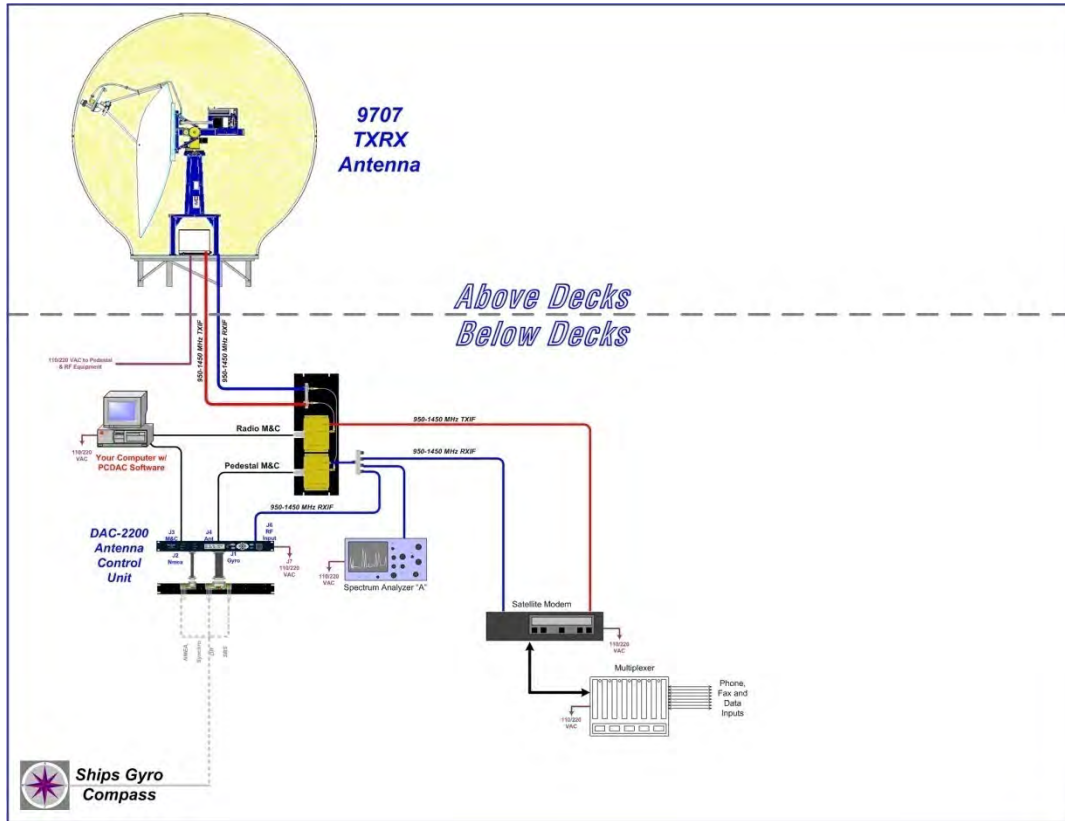 9707
TXRX
Antenna
Above Decks
Below Decks
950-1450 MHz TXIF
950-1450 MHz RXIF
110/220 VAC to Pedestal
& RF Equipment
Radio M&C
950-1450 MHz TXIF
110/220
VAC
Your Computer w/
PCDAC Software
950-1450 MHz RXIF
Pedestal M&C
950-1450 MHz RXIF
DAC-2200
Antenna
Control
Unit
J3
M&C
J4
Ant
J6
RF
Input
J2
Nmea
J1
Gyro
J7
110/220
VAC
110/220
VAC
Spectrum Analyzer "A"
Satellite Modem
110/220
VAC
NMEA,
SBS
Multiplexer
Phone,
Fax and
Data
Inputs
110/220
VAC
Ships Gyro
Compass